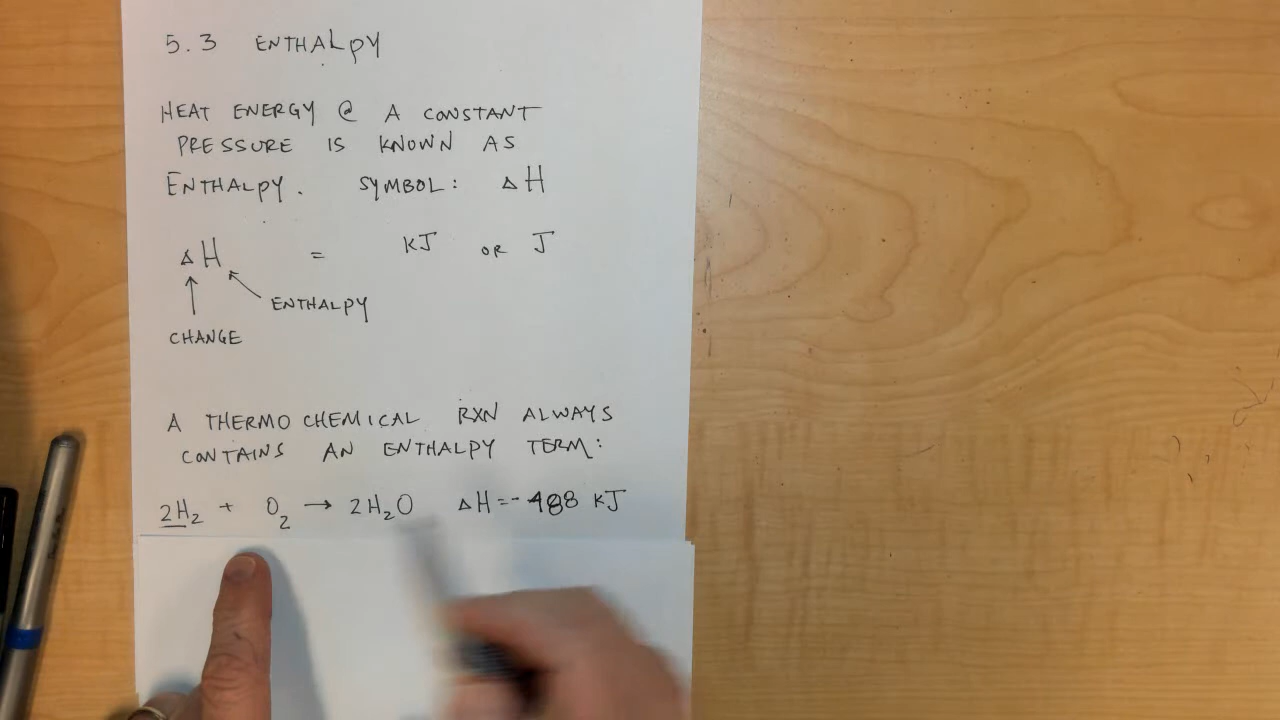 5.3 ENTHALPY
HEAT ENERGY @ A CONSTANT
PRESSURE IS KNOWN AS
ENTHALPY. SYMBOL: ΔH
ΔH = KJ OR J
ENTHALPY
CHANGE
A THERMOCHEMICAL RXN ALWAYS
CONTAINS AN ENTHALPY TERM:
2H₂ + O₂ → 2H₂O ΔH = -488 KJ